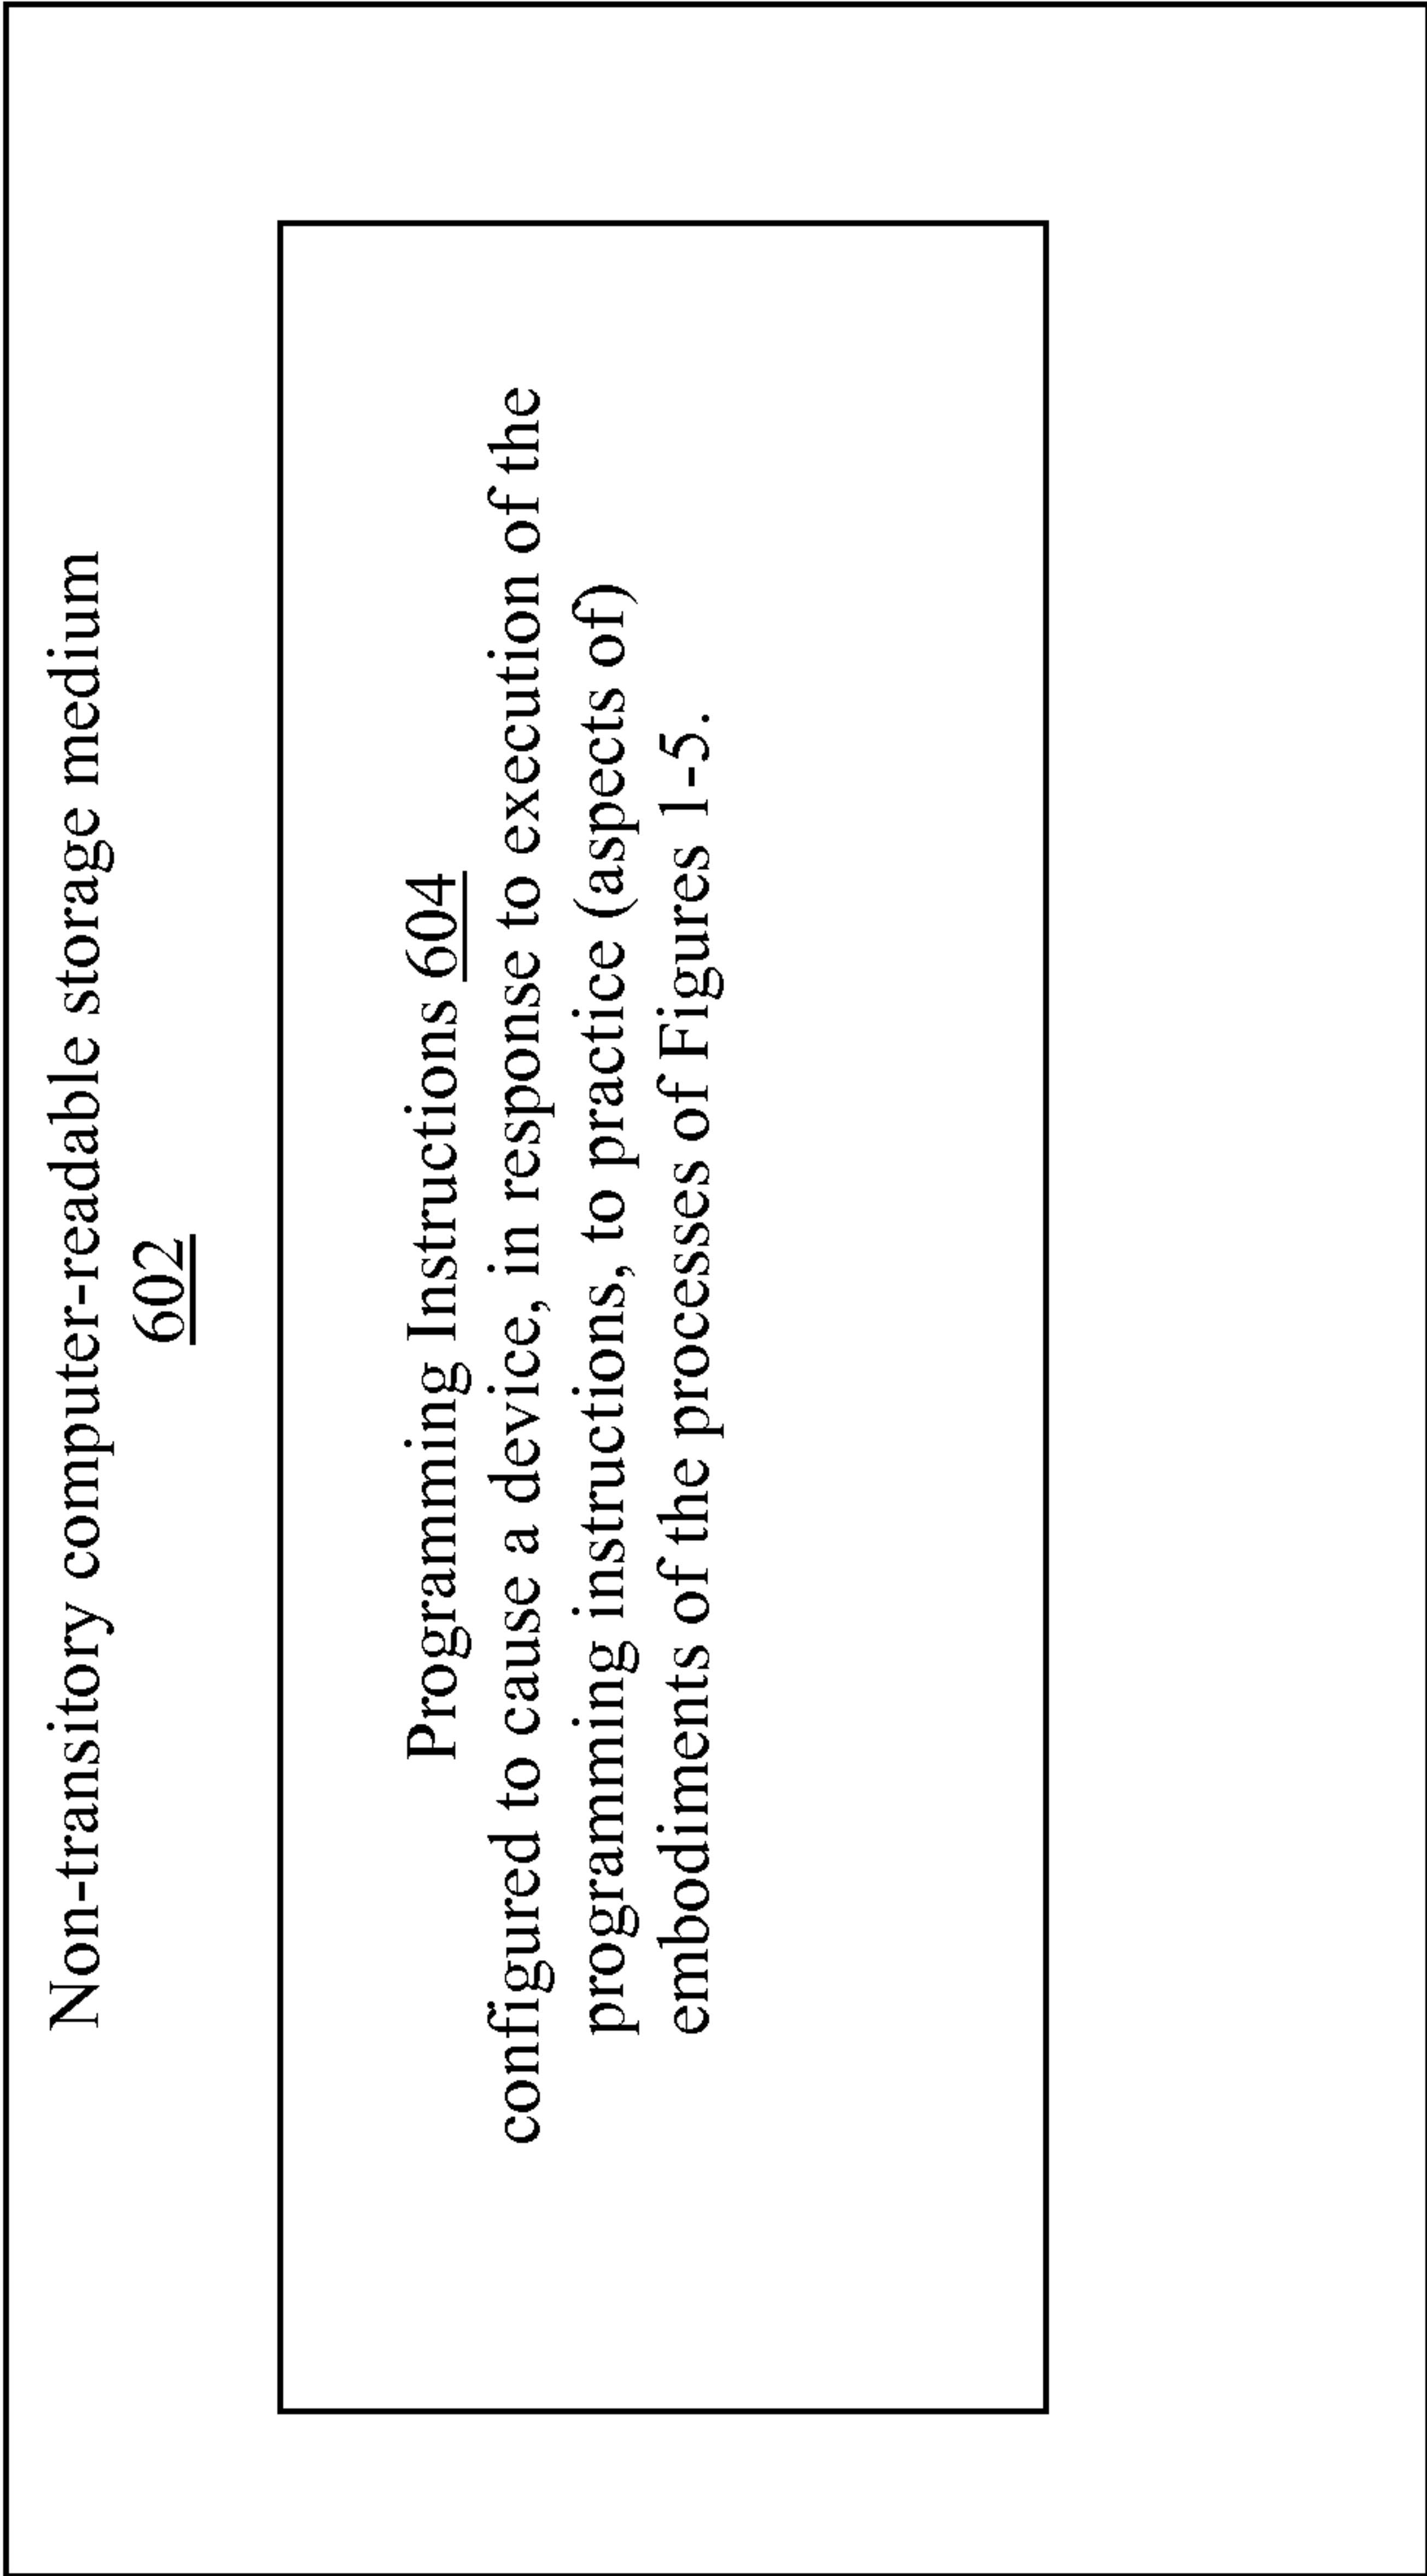 Non-transitory computer-readable storage medium
602
Programming Instructions 604
configured to cause a device, in response to execution of the
programming instructions, to practice (aspects of)
embodiments of the processes of Figures 1-5.